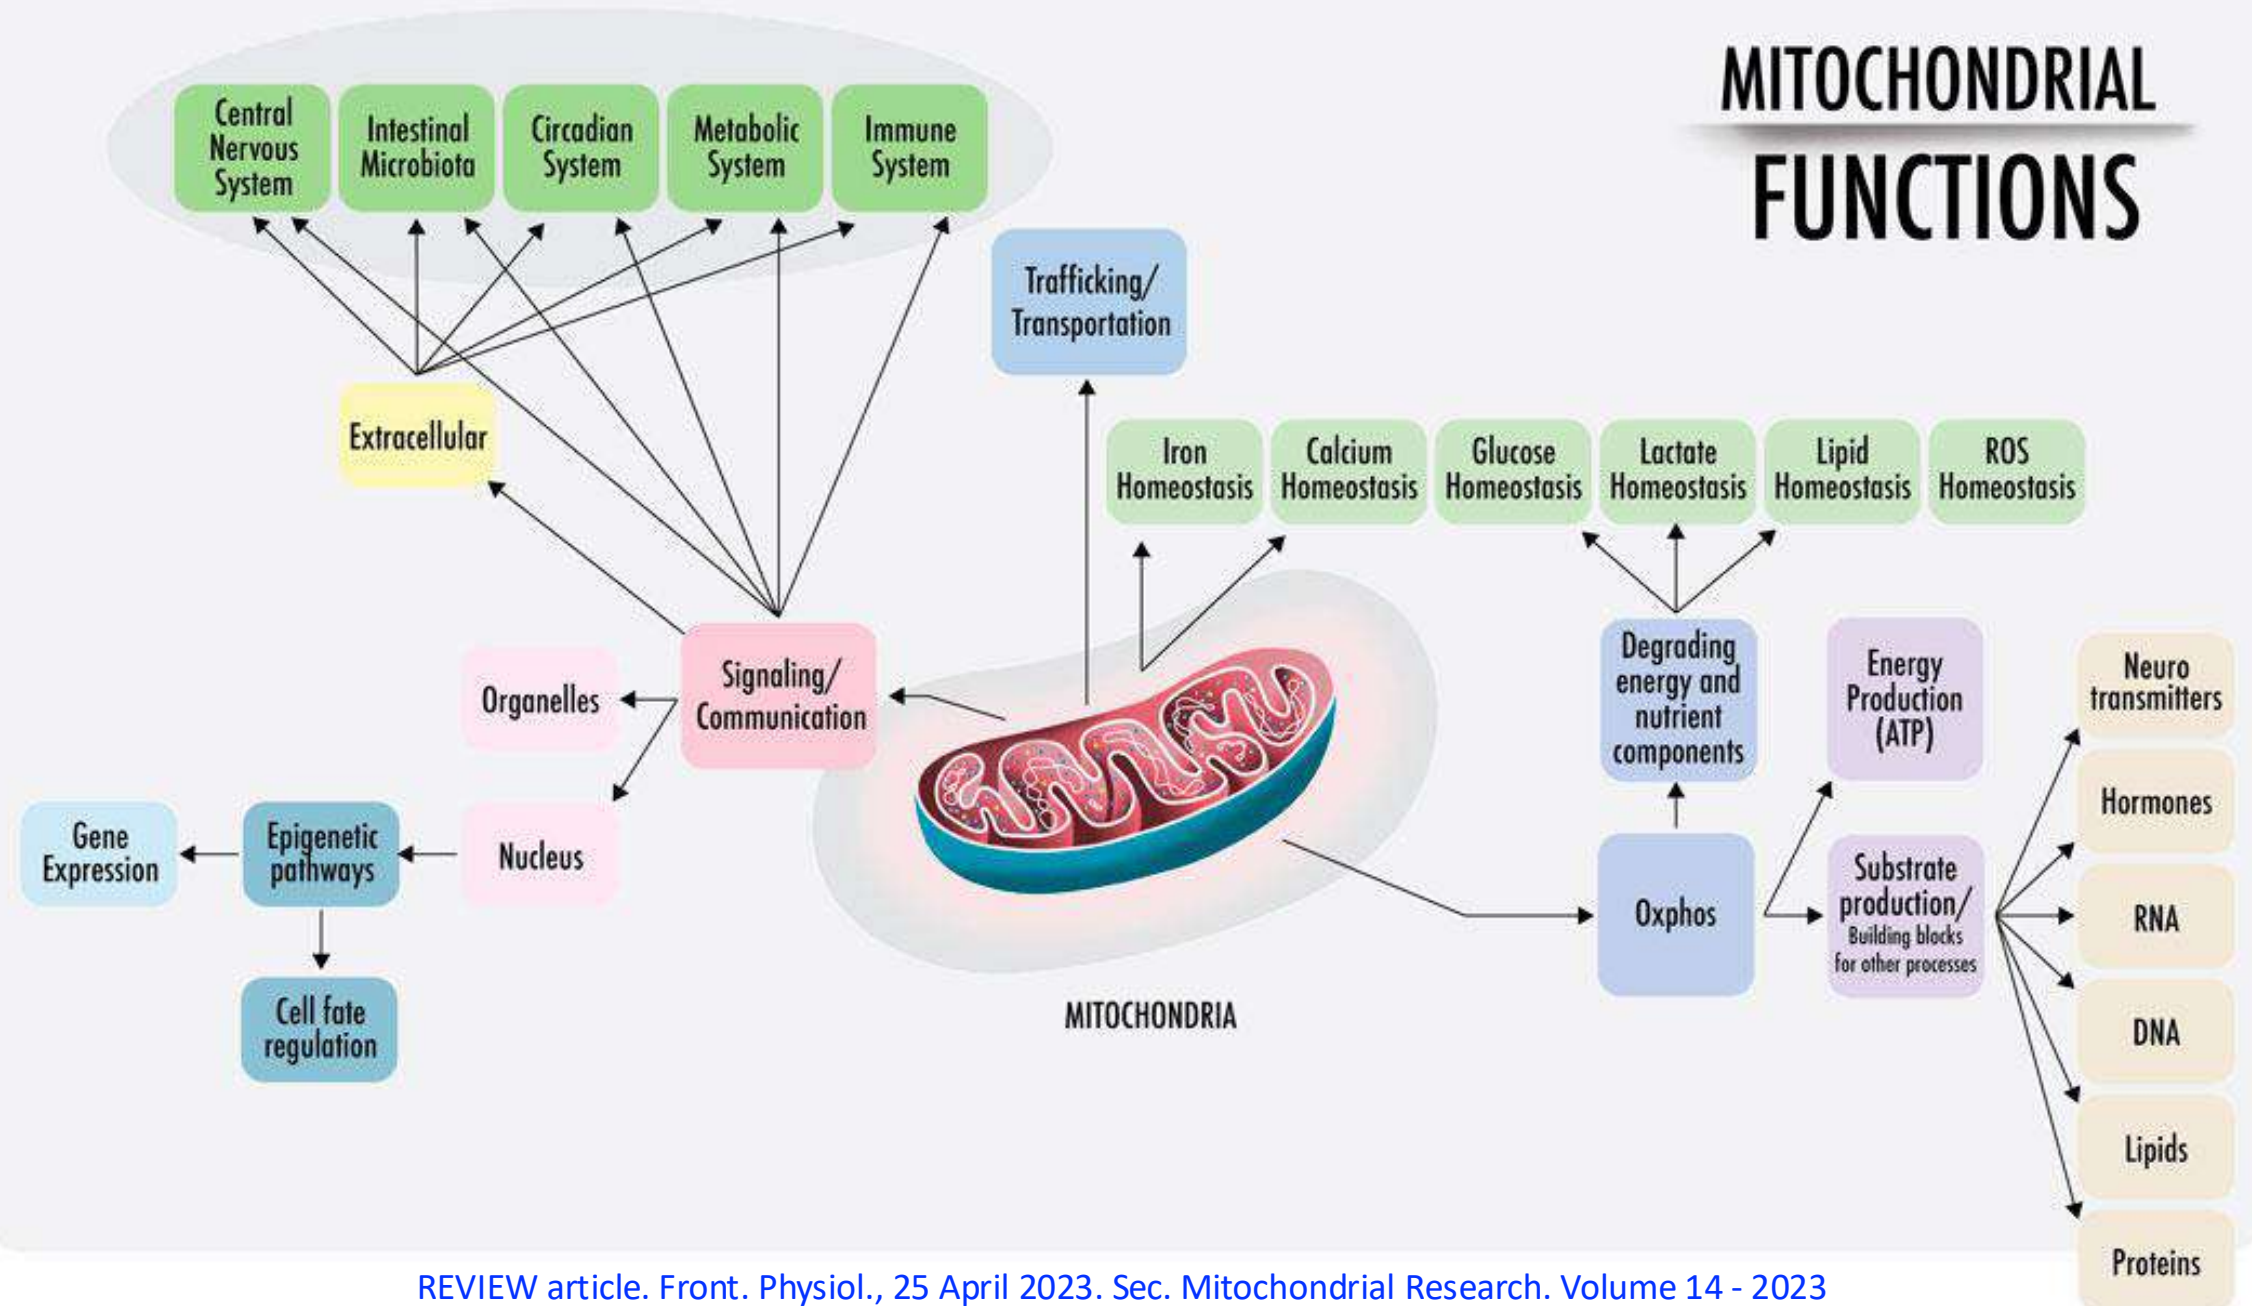 MITOCHONDRIAL
FUNCTIONS
Central
Nervous
System
Intestinal
Microbiota
Circadian
System
Metabolic
System
Immune
System
Trafficking/
Transportation
Extracellular
Iron
Homeostasis
Calcium
Homeostasis
Glucose
Homeostasis
Lactate
Homeostasis
Lipid
Homeostasis
ROS
Homeostasis
Organelles
Signaling/
Communication
Degrading
energy and
nutrient
components
Energy
Production
(ATP)
Neuro
transmitters
Hormones
Gene
Expression
Epigenetic
pathways
Nucleus
Oxphos
Substrate
production/
Building blocks
for other processes
RNA
DNA
Cell fate
regulation
MITOCHONDRIA
Lipids
Proteins
REVIEW article. Front. Physiol., 25 April 2023. Sec. Mitochondrial Research. Volume 14 - 2023